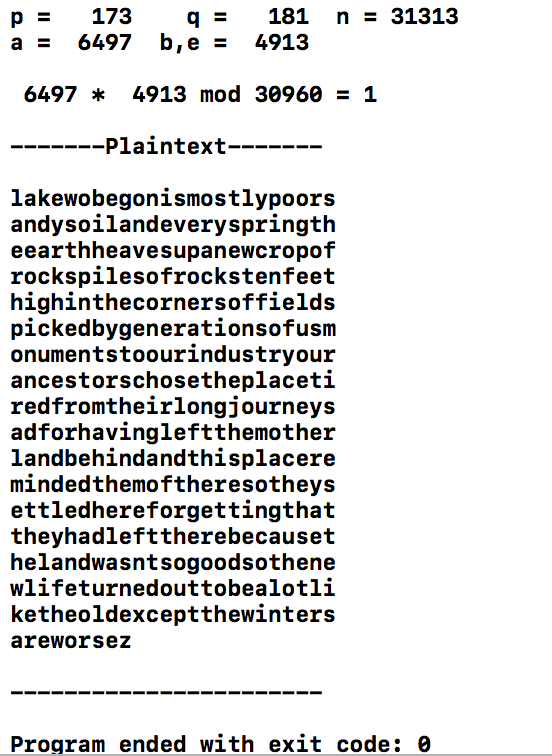 p =   173    q =   181  n = 31313
a =  6497  b,e =  4913
 6497 *  4913 mod 30960 = 1
-------Plaintext-------
lakewobegonismostlypoors
andysoilandeveryspringth
eearthheavesupanewcropof
rockspilesofrockstenfeet
highinthecornersoffields
pickedbygenerationsofusm
onumentstoourindustryour
ancestorschosetheplaceti
redfromtheirlongjourneys
adforhavingleftthemother
landbehindandthisplacere
mindedthemoftheresotheys
ettledhereforgettingthat
theyhadlefttherebecauset
helandwasntsogoodsothene
wlifeturnedouttobealotli
ketheoldexceptthewinters
areworsez
-----------------------
Program ended with exit code: 0